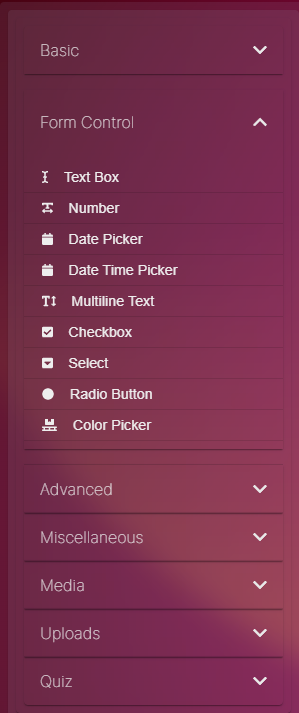 Basic
Form Control
Text Box
Number
Date Picker
Date Time Picker
Multiline Text
Checkbox
Select
Radio Button
Color Picker
Advanced
Miscellaneous
Media
Uploads
Quiz